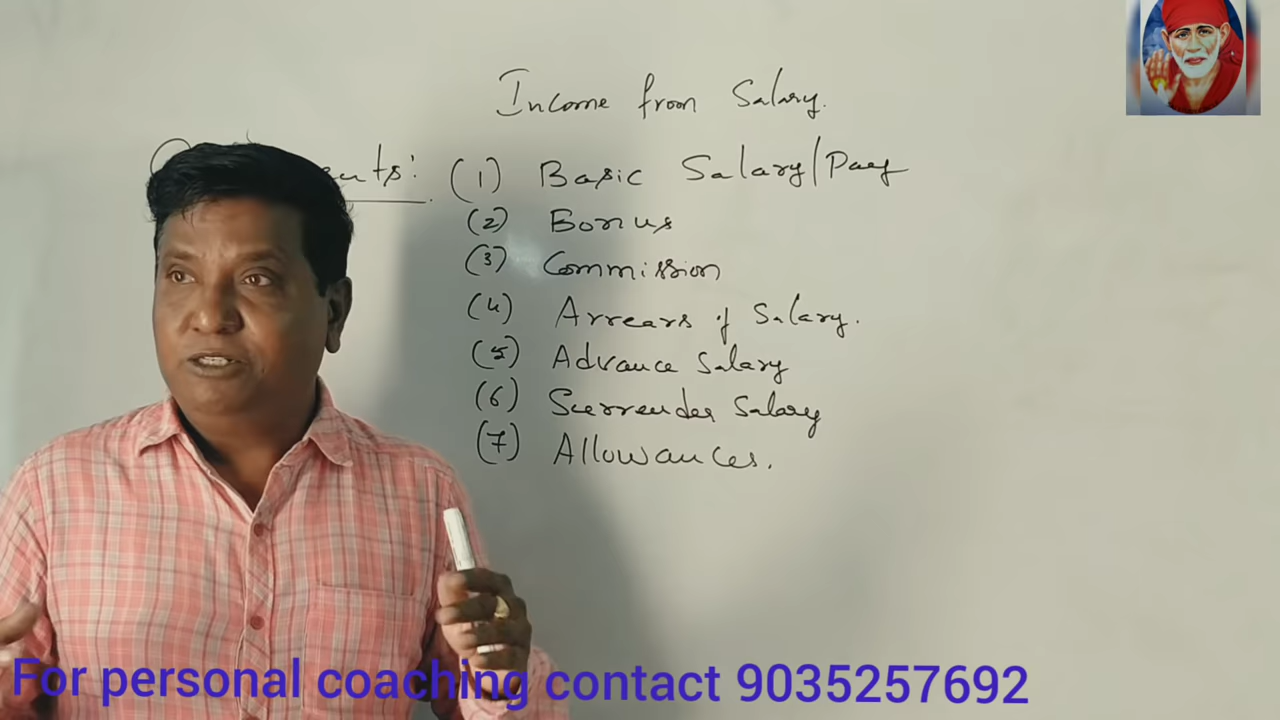 Income from Salary.
(1) Basic Salary/Pay
(2) Bonus
(3) Commission
(4) Arrears of Salary.
(5) Advance Salary
(6) Surrender Salary
(7) Allowances.
For personal coaching contact 9035257692